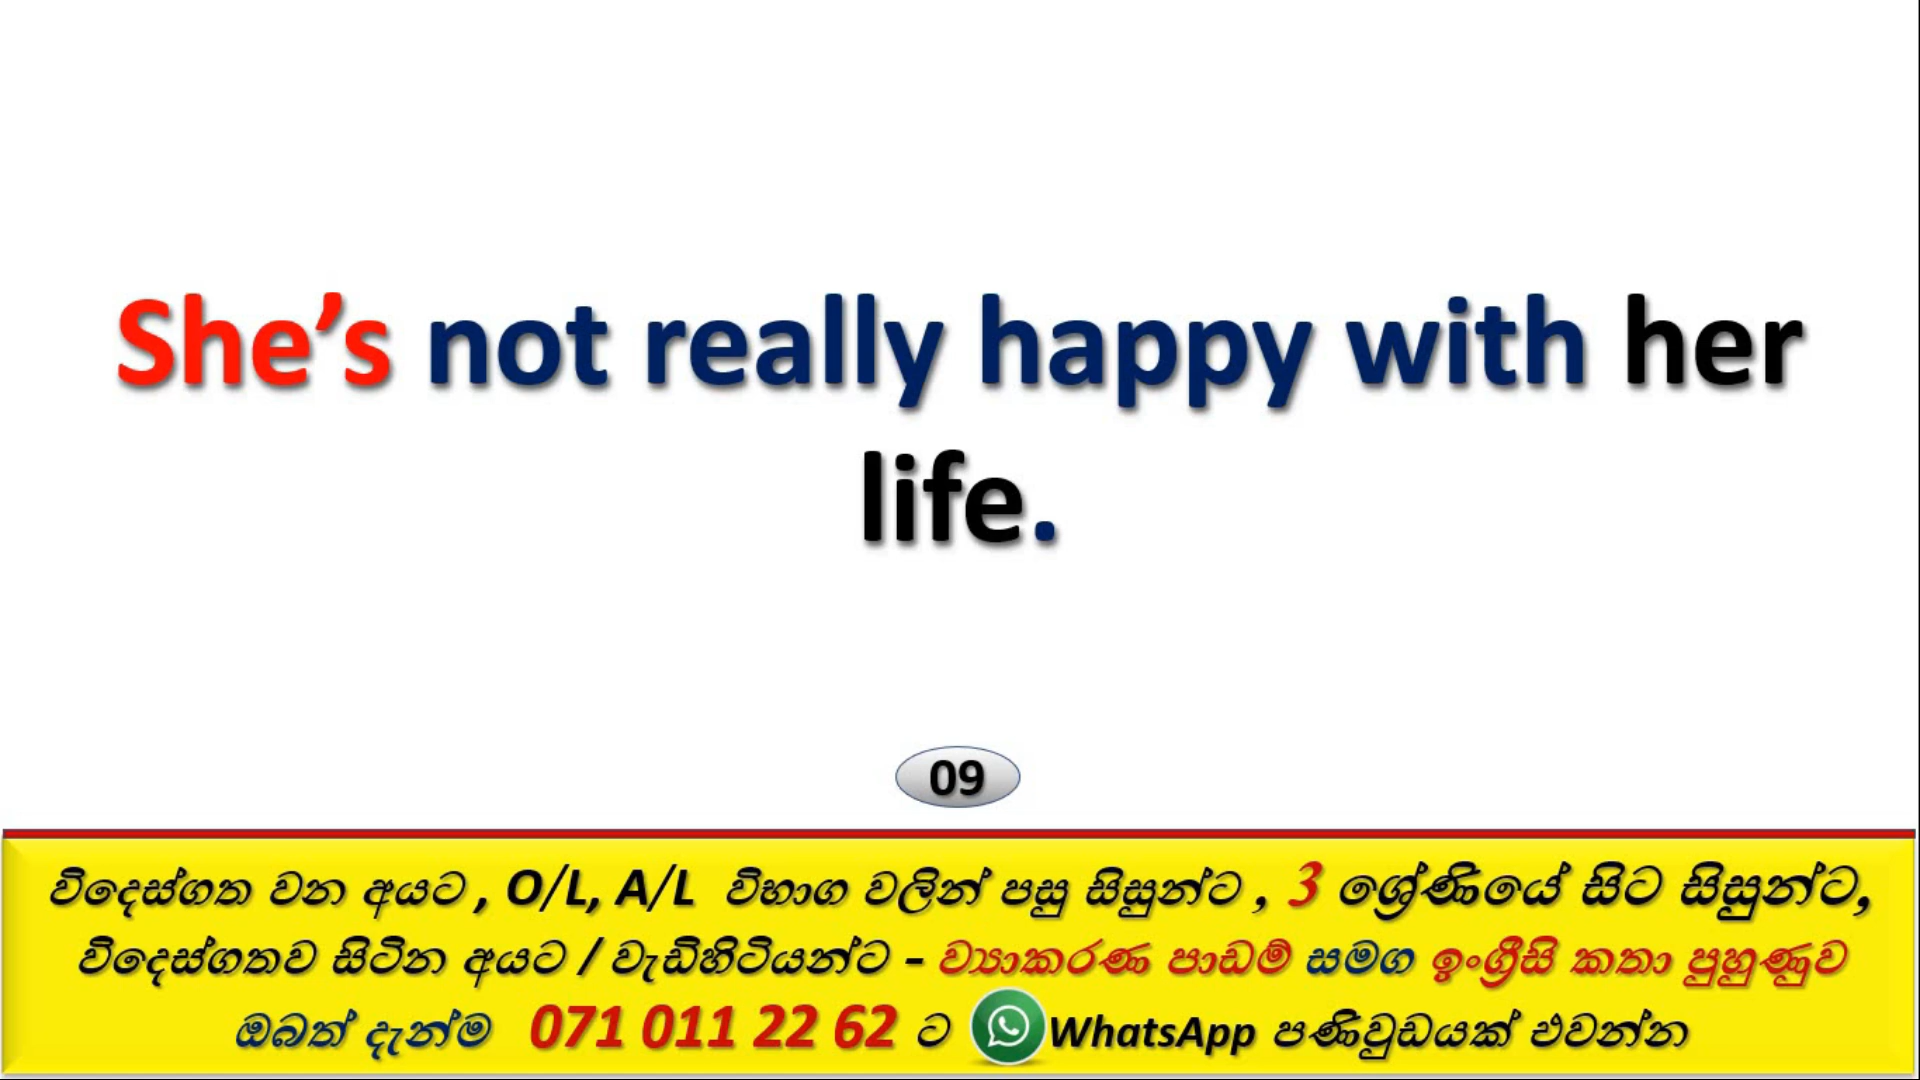 She’s not really happy with her
life.
09
විදෙස්ගත වන අයට , O/L, A/L විභාග වලින් පසු සිසුන්ට , 3 ශ්‍රේණියේ සිට සිසුන්ට,
විදෙස්ගතව සිටින අයට / වැඩිහිටියන්ට – ව්‍යාකරණ පාඩම් සමග ඉංග්‍රීසි කතා පුහුණුව
ඔබත් දැන්ම 071 011 22 62 ට WhatsApp පණිවුඩයක් එවන්න